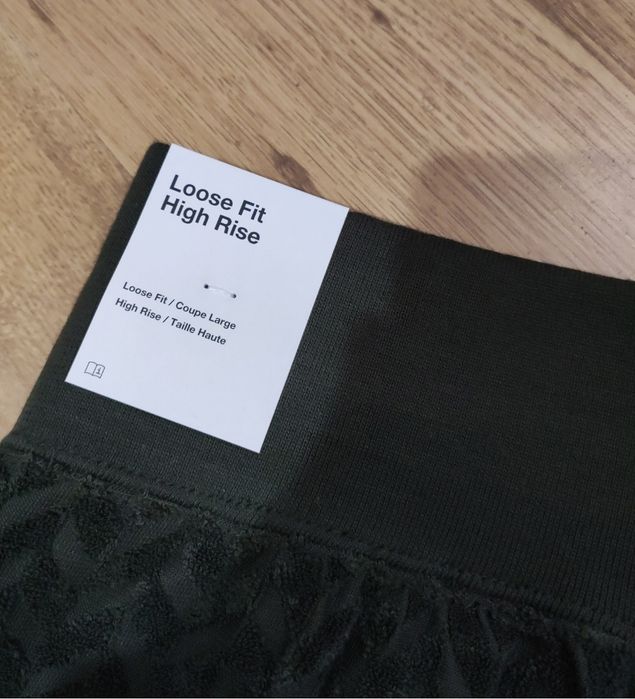 Loose Fit
High Rise
Loose Fit / Coupe Large
High Rise / Taille Haute